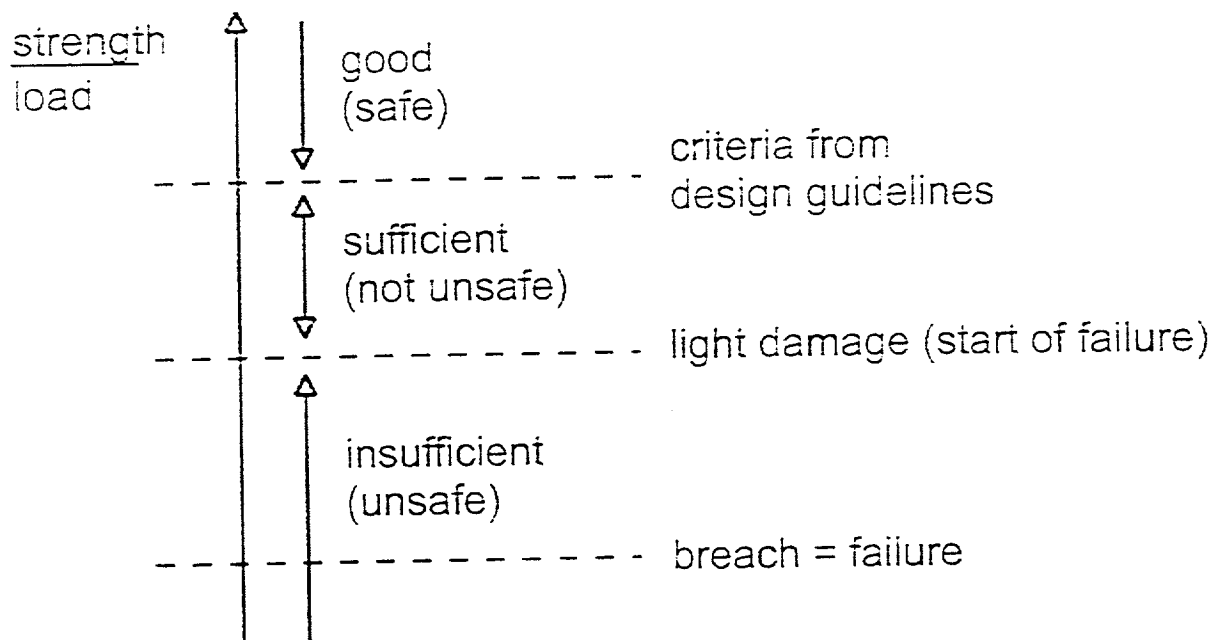 strength
load
good
(safe)
criteria from
design guidelines
sufficient
(not unsafe)
light damage (start of failure)
insufficient
(unsafe)
breach = failure